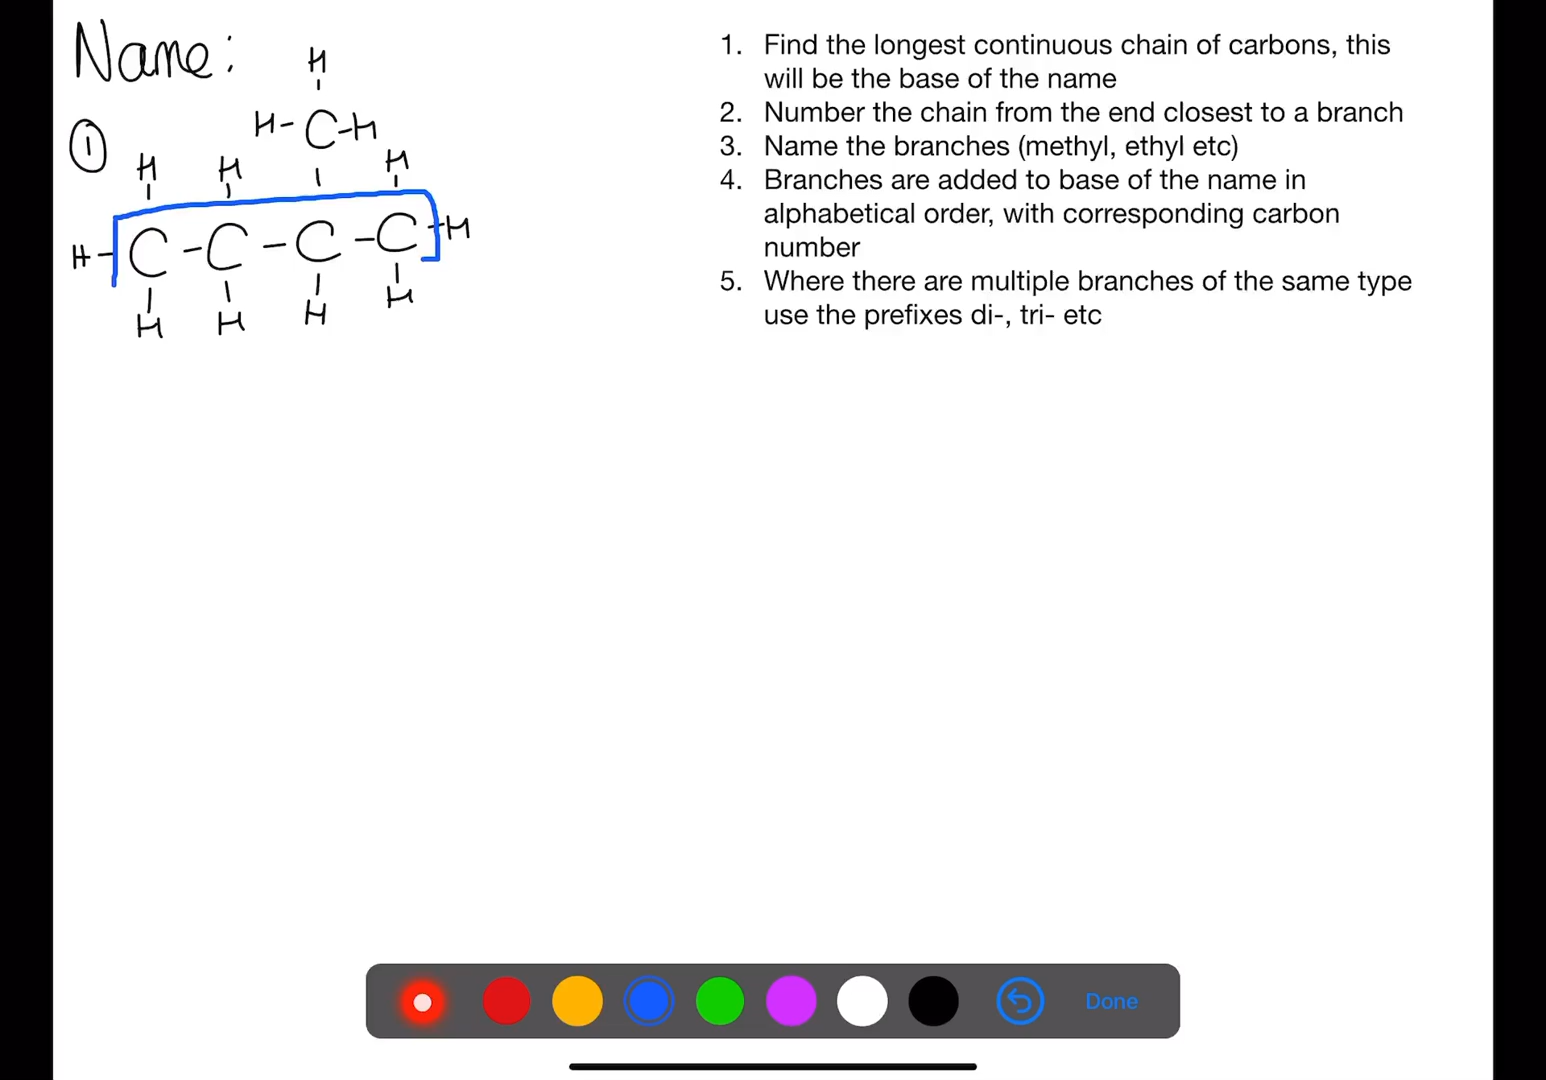 Name:
H
H-C-H
①
H H H
H-C-C-C-C-H
H H H H
1. Find the longest continuous chain of carbons, this
will be the base of the name
2. Number the chain from the end closest to a branch
3. Name the branches (methyl, ethyl etc)
4. Branches are added to base of the name in
alphabetical order, with corresponding carbon
number
5. Where there are multiple branches of the same type
use the prefixes di-, tri- etc
Done